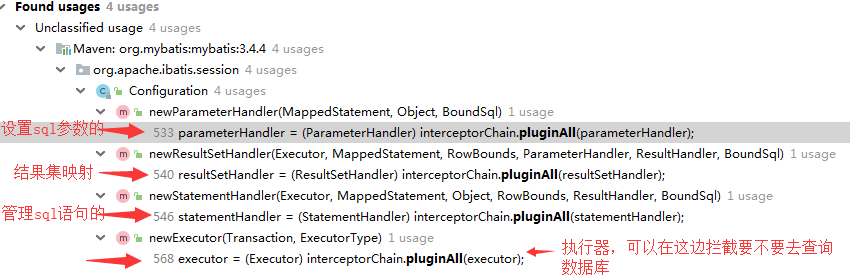 Found usages 4 usages
Unclassified usage 4 usages
Maven: org.mybatis:mybatis:3.4.4 4 usages
org.apache.ibatis.session 4 usages
Configuration 4 usages
newParameterHandler(MappedStatement, Object, BoundSql) 1 usage
设置sql参数的
533 parameterHandler = (ParameterHandler) interceptorChain.pluginAll(parameterHandler);
newResultSetHandler(Executor, MappedStatement, RowBounds, ParameterHandler, ResultHandler, BoundSql) 1 usage
结果集映射
540 resultSetHandler = (ResultSetHandler) interceptorChain.pluginAll(resultSetHandler);
newStatementHandler(Executor, MappedStatement, Object, RowBounds, ResultHandler, BoundSql) 1 usage
管理sql语句的
546 statementHandler = (StatementHandler) interceptorChain.pluginAll(statementHandler);
newExecutor(Transaction, ExecutorType) 1 usage
568 executor = (Executor) interceptorChain.pluginAll(executor);
执行器，可以在这边拦截要不要去查询
数据库